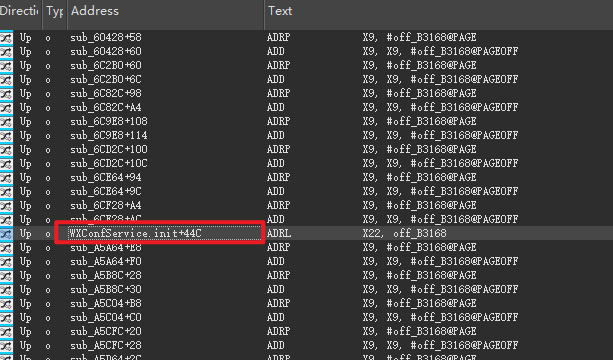 Directi Typ Address Text
Up o sub_60428+58 ADRP X9, #off_B3168@PAGE
Up o sub_60428+60 ADD X9, X9, #off_B3168@PAGEOFF
Up o sub_6C2B0+60 ADRP X9, #off_B3168@PAGE
Up o sub_6C2B0+6C ADD X9, X9, #off_B3168@PAGEOFF
Up o sub_6C82C+98 ADRP X9, #off_B3168@PAGE
Up o sub_6C82C+A4 ADD X9, X9, #off_B3168@PAGEOFF
Up o sub_6C9E8+108 ADRP X9, #off_B3168@PAGE
Up o sub_6C9E8+114 ADD X9, X9, #off_B3168@PAGEOFF
Up o sub_6CD2C+100 ADRP X9, #off_B3168@PAGE
Up o sub_6CD2C+10C ADD X9, X9, #off_B3168@PAGEOFF
Up o sub_6CE64+94 ADRP X9, #off_B3168@PAGE
Up o sub_6CE64+9C ADD X9, X9, #off_B3168@PAGEOFF
Up o sub_6CF28+A4 ADRP X9, #off_B3168@PAGE
Up o sub_6CF28+AC ADD X9, X9, #off_B3168@PAGEOFF
Up o WXConfService.init+44C ADRL X22, off_B3168
Up o sub_A5A64+E8 ADRP X9, #off_B3168@PAGE
Up o sub_A5A64+F0 ADD X9, X9, #off_B3168@PAGEOFF
Up o sub_A5B8C+28 ADRP X9, #off_B3168@PAGE
Up o sub_A5B8C+30 ADD X9, X9, #off_B3168@PAGEOFF
Up o sub_A5C04+B8 ADRP X9, #off_B3168@PAGE
Up o sub_A5C04+C0 ADD X9, X9, #off_B3168@PAGEOFF
Up o sub_A5CFC+20 ADRP X9, #off_B3168@PAGE
Up o sub_A5CFC+28 ADD X9, X9, #off_B3168@PAGEOFF
Up o sub_A5D64+2C ADRP X9, #off_B3168@PAGE